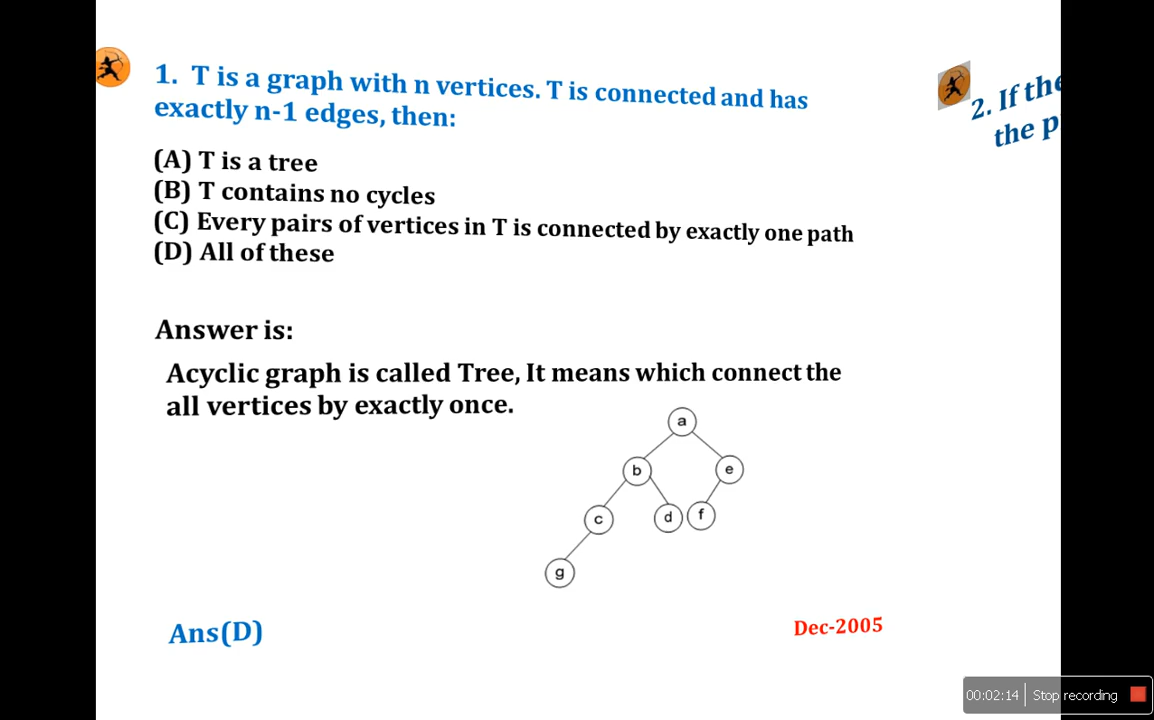 1. T is a graph with n vertices. T is connected and has
exactly n-1 edges, then:
(A) T is a tree
(B) T contains no cycles
(C) Every pairs of vertices in T is connected by exactly one path
(D) All of these
Answer is:
Acyclic graph is called Tree, It means which connect the
all vertices by exactly once.
a
b
e
c
d
f
g
Ans(D)
Dec-2005
2. If the
the p
00:02:14
Stop recording